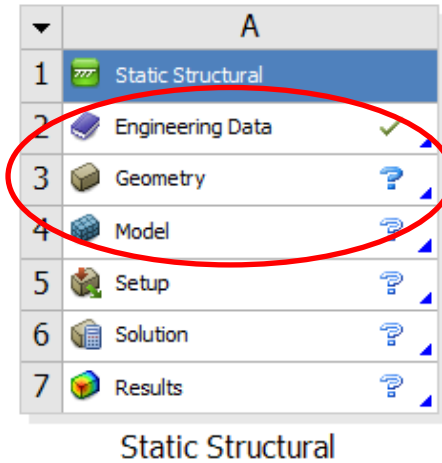 A
1 Static Structural
2 Engineering Data
3 Geometry ?
4 Model ?
5 Setup ?
6 Solution ?
7 Results ?
Static Structural